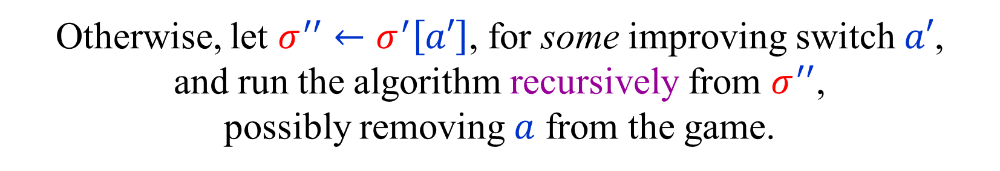 Otherwise, let σ′′ ← σ′[a′], for some improving switch a′,
and run the algorithm recursively from σ′′,
possibly removing a from the game.